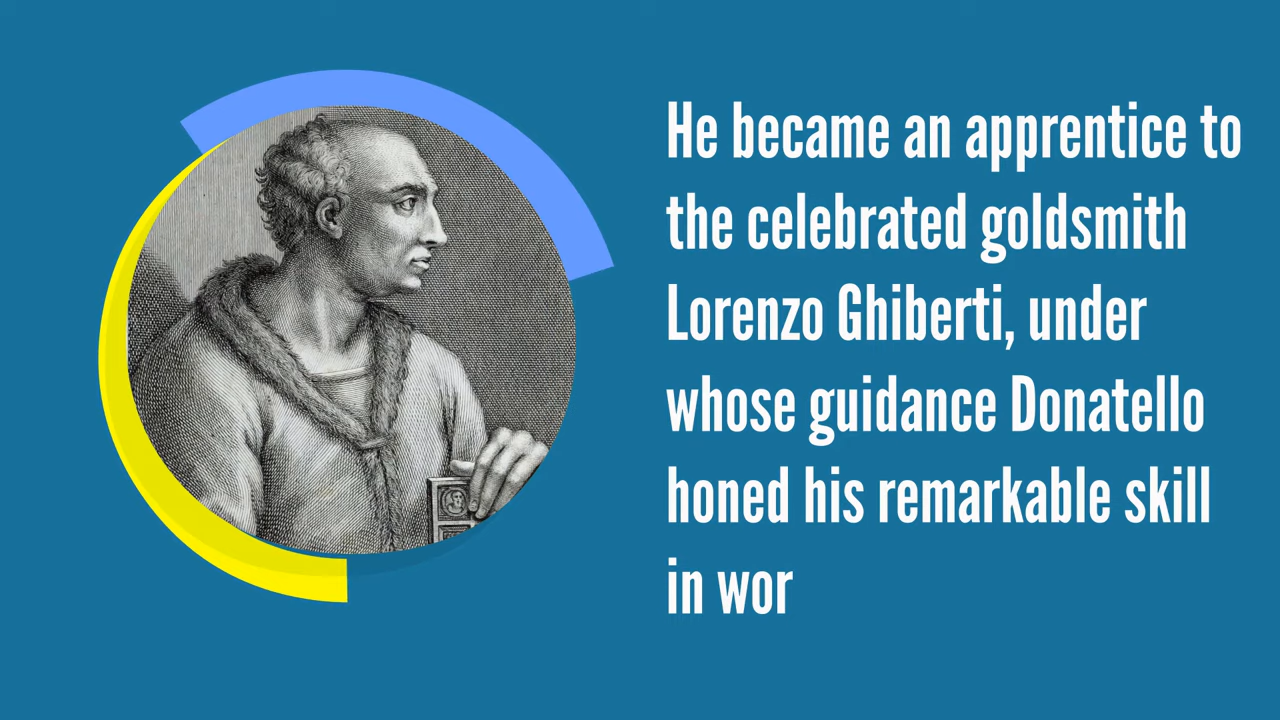 He became an apprentice to
the celebrated goldsmith
Lorenzo Ghiberti, under
whose guidance Donatello
honed his remarkable skill
in wor